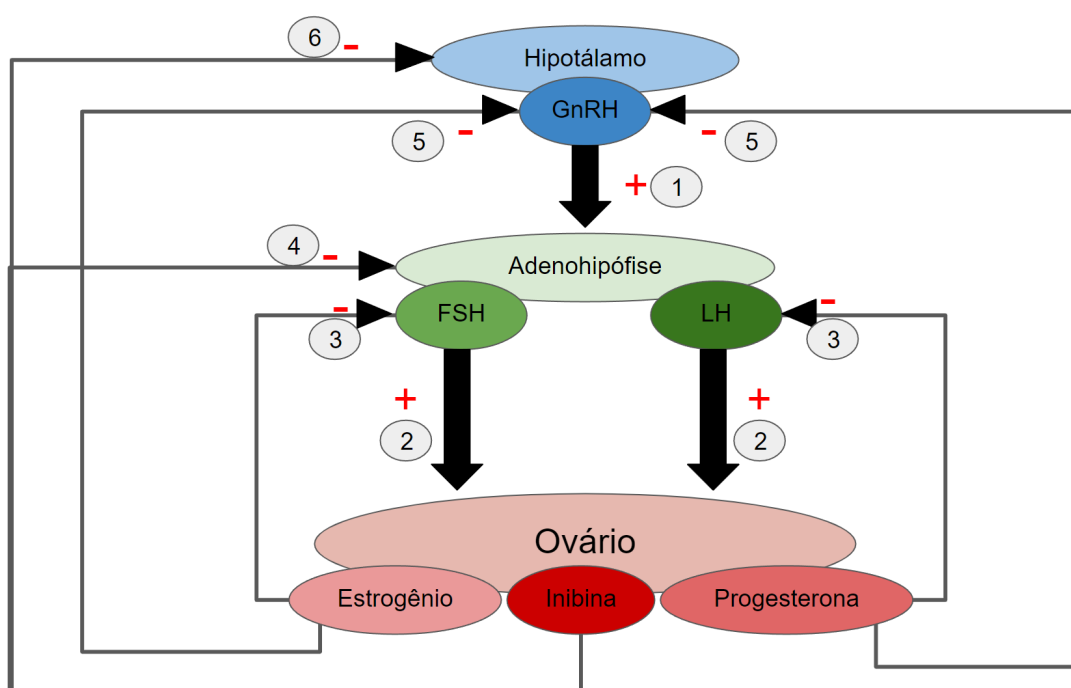 6
-
Hipotálamo
GnRH
5
-
-
5
+
1
4
-
Adenohipófise
-
3
FSH
LH
-
3
+
2
+
2
Ovário
Estrogênio
Inibina
Progesterona